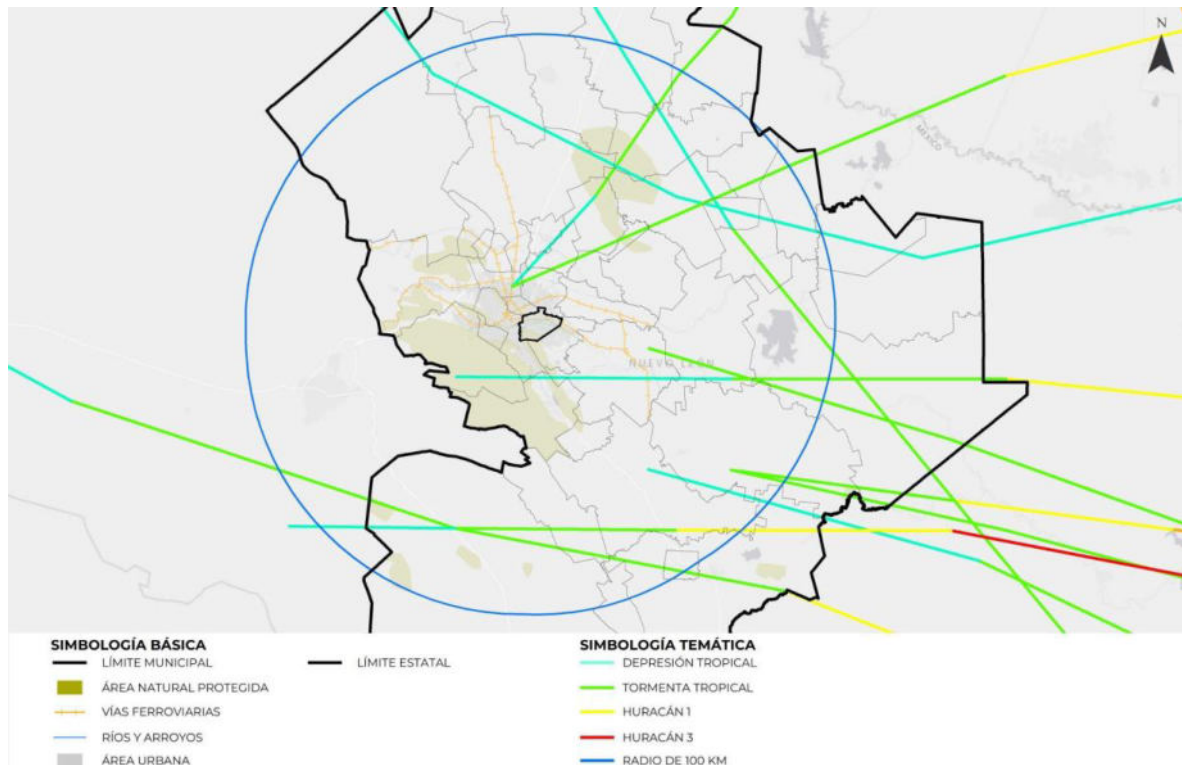 N
MÉXICO
NUEVO LEÓN
SIMBOLOGÍA BÁSICA
LÍMITE MUNICIPAL
LÍMITE ESTATAL
ÁREA NATURAL PROTEGIDA
VÍAS FERROVIARIAS
RÍOS Y ARROYOS
ÁREA URBANA
SIMBOLOGÍA TEMÁTICA
DEPRESIÓN TROPICAL
TORMENTA TROPICAL
HURACÁN 1
HURACÁN 3
RADIO DE 100 KM